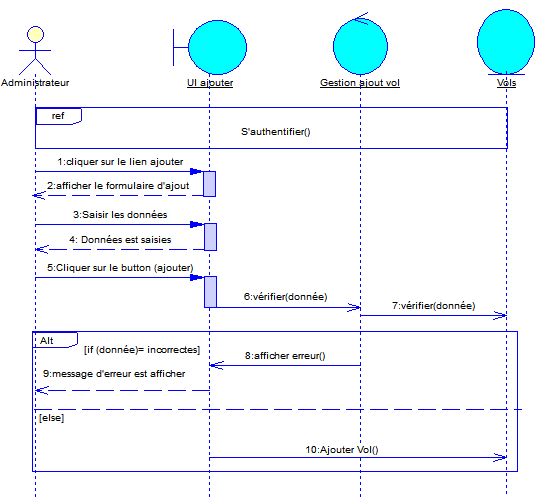 Administrateur
UI ajouter
Gestion ajout vol
Vols
ref
S'authentifier()
1:cliquer sur le lien ajouter
2:afficher le formulaire d'ajout
3:Saisir les données
4: Données est saisies
5:Cliquer sur le button (ajouter)
6:vérifier(donnée)
7:vérifier(donnée)
Alt
[if (donnée)= incorrectes]
8:afficher erreur()
9:message d'erreur est afficher
[else]
10:Ajouter Vol()